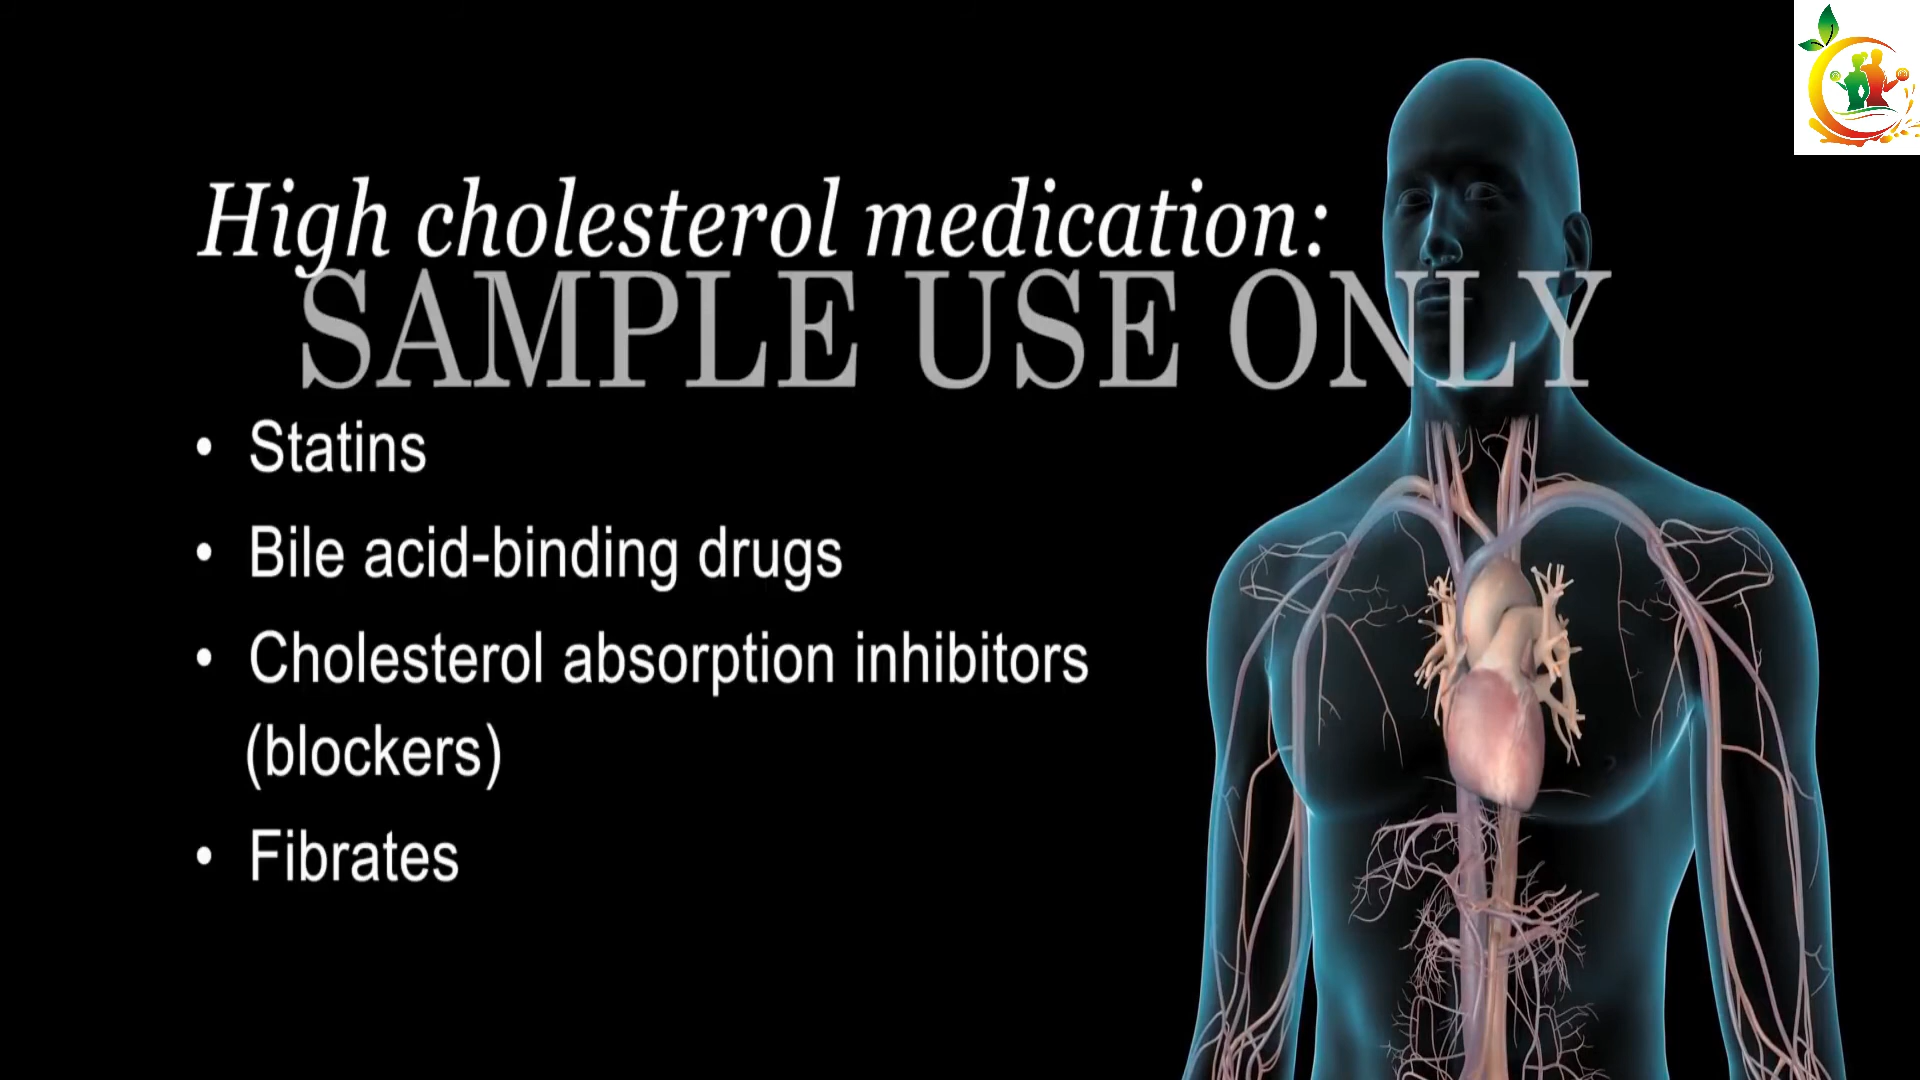 High cholesterol medication:
SAMPLE USE ONLY
• Statins
• Bile acid-binding drugs
• Cholesterol absorption inhibitors
(blockers)
• Fibrates